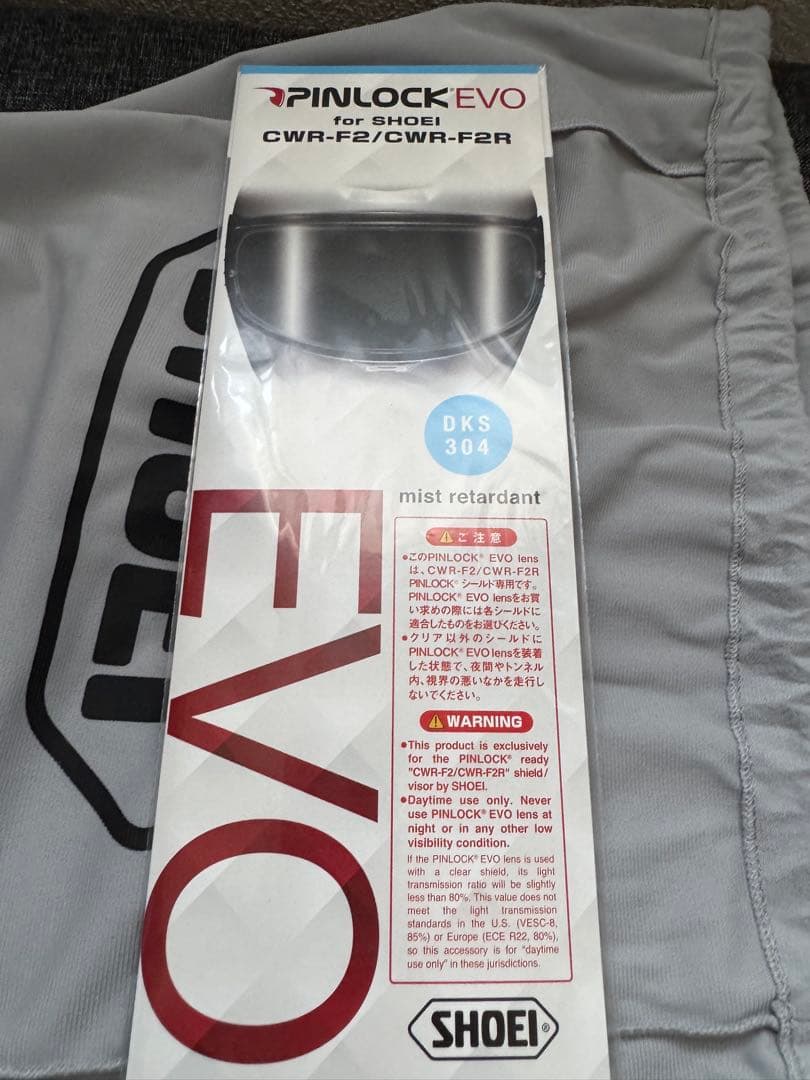 PINLOCK® EVO
for SHOEI
CWR-F2/CWR-F2R
DKS
304
mist retardant
EVO
⚠ご注意
●このPINLOCK® EVO lens
は、CWR-F2/CWR-F2R
PINLOCK® シールド専用です。
PINLOCK® EVO lensをお買
い求めの際には各シールドに
適合したものをお選びください。
●クリア以外のシールドに
PINLOCK® EVO lensを装着
した状態で、夜間やトンネル
内、視界の悪いなかを走行し
ないでください。
⚠WARNING
●This product is exclusively
for the PINLOCK® ready
"CWR-F2/CWR-F2R" shield/
visor by SHOEI.
●Daytime use only. Never
use PINLOCK® EVO lens at
night or in any other low
visibility condition.
If the PINLOCK® EVO lens is used
with a clear shield, its light
transmission ratio will be slightly
less than 80%. This value does not
meet the light transmission
standards in the U.S. (VESC-8,
85%) or Europe (ECE R22, 80%),
so this accessory is for "daytime
use only" in these jurisdictions.
SHOEI®
SHOEI